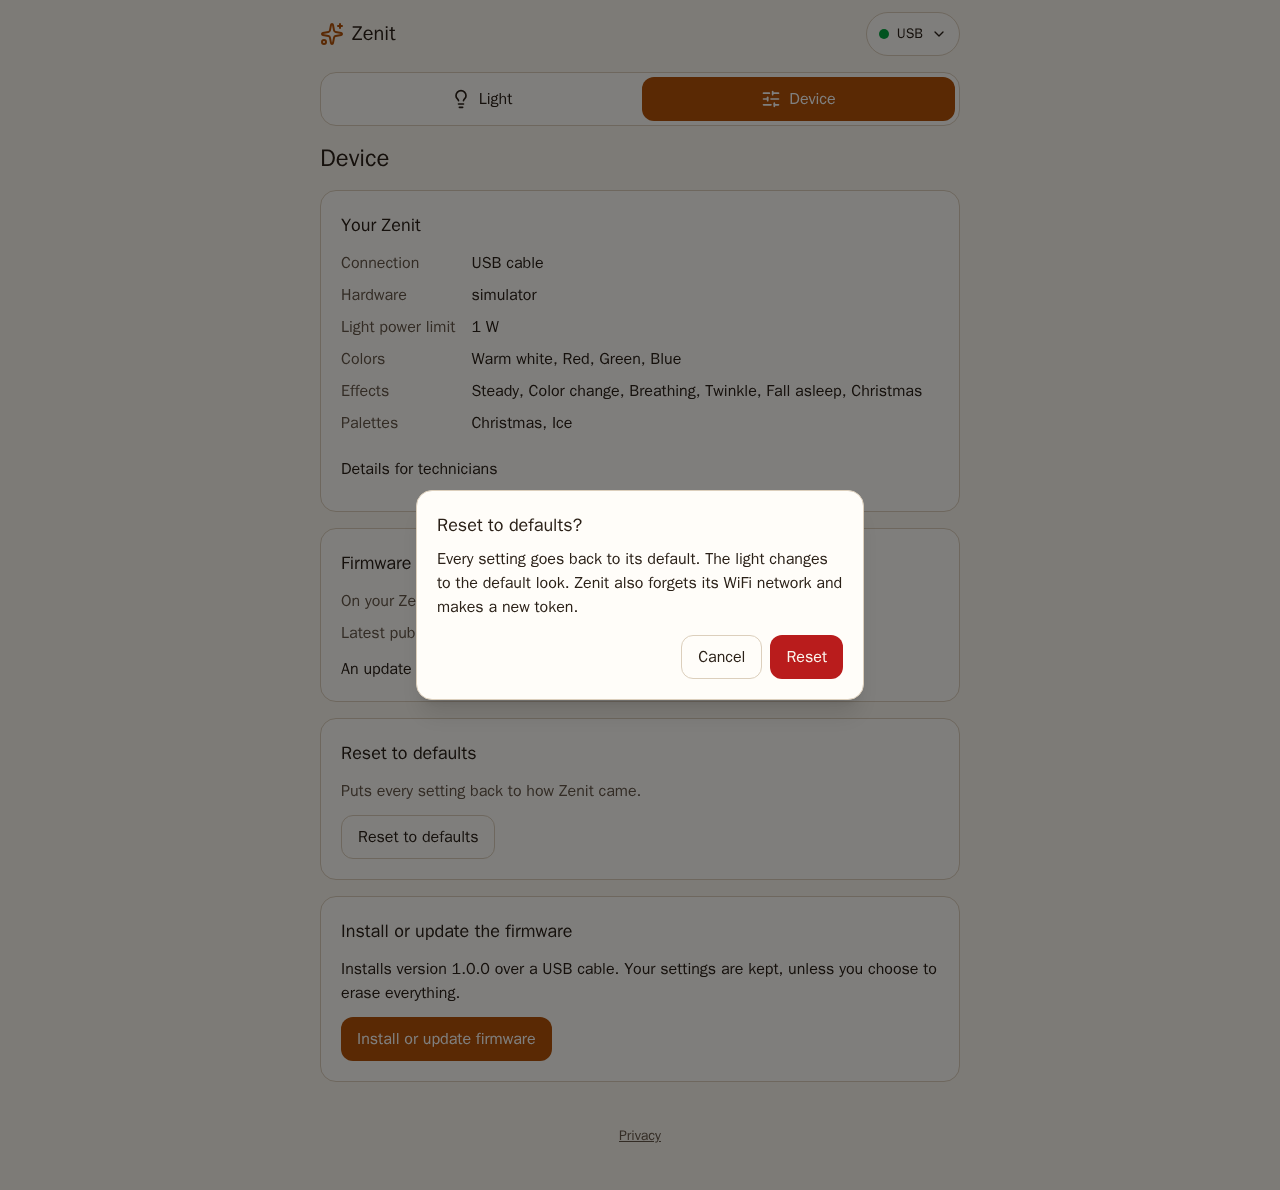 Zenit
USB
Light
Device
Device
Your Zenit
Connection USB cable
Hardware simulator
Light power limit 1 W
Colors Warm white, Red, Green, Blue
Effects Steady, Color change, Breathing, Twinkle, Fall asleep, Christmas
Palettes Christmas, Ice
Details for technicians
Reset to defaults?
Every setting goes back to its default. The light changes
to the default look. Zenit also forgets its WiFi network and
makes a new token.
Cancel
Reset
Firmware
On your
Latest
An update
Reset to defaults
Puts every setting back to how Zenit came.
Reset to defaults
Install or update the firmware
Installs version 1.0.0 over a USB cable. Your settings are kept, unless you choose to
erase everything.
Install or update firmware
Privacy